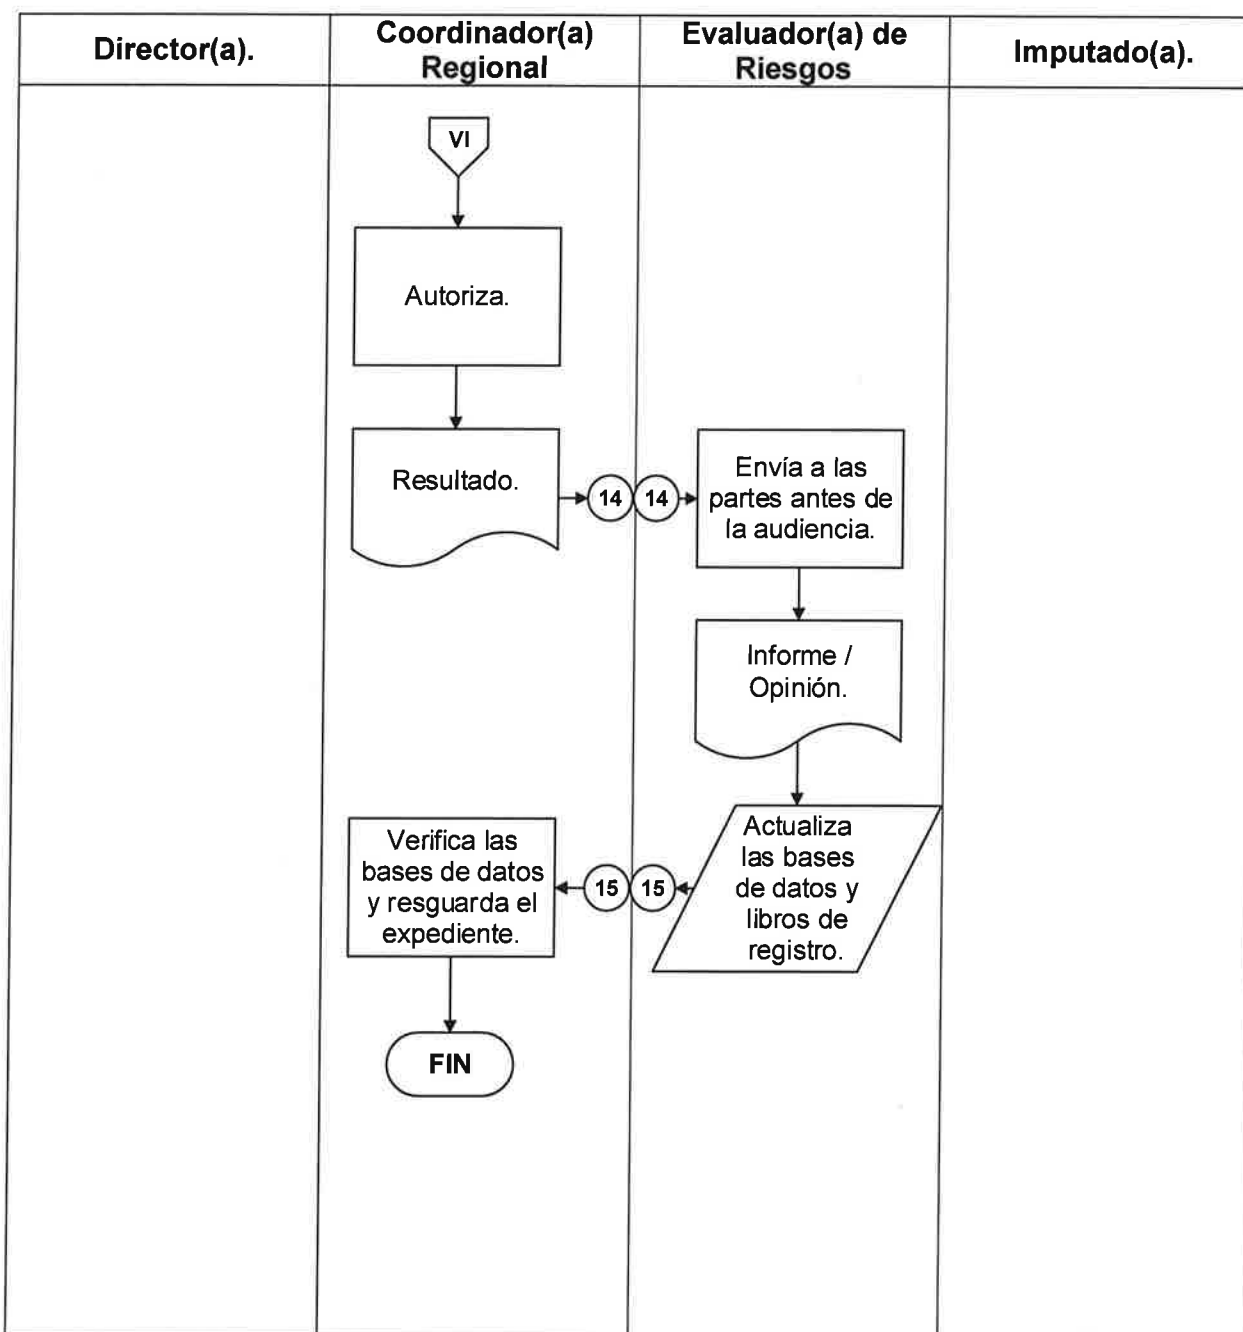 Director(a).
Coordinador(a)
Regional
Evaluador(a) de
Riesgos
Imputado(a).
VI
Autoriza.
Resultado.
14
14
Envía a las
partes antes de
la audiencia.
Informe /
Opinión.
Actualiza
las bases
de datos y
libros de
registro.
15
15
Verifica las
bases de datos
y resguarda el
expediente.
FIN